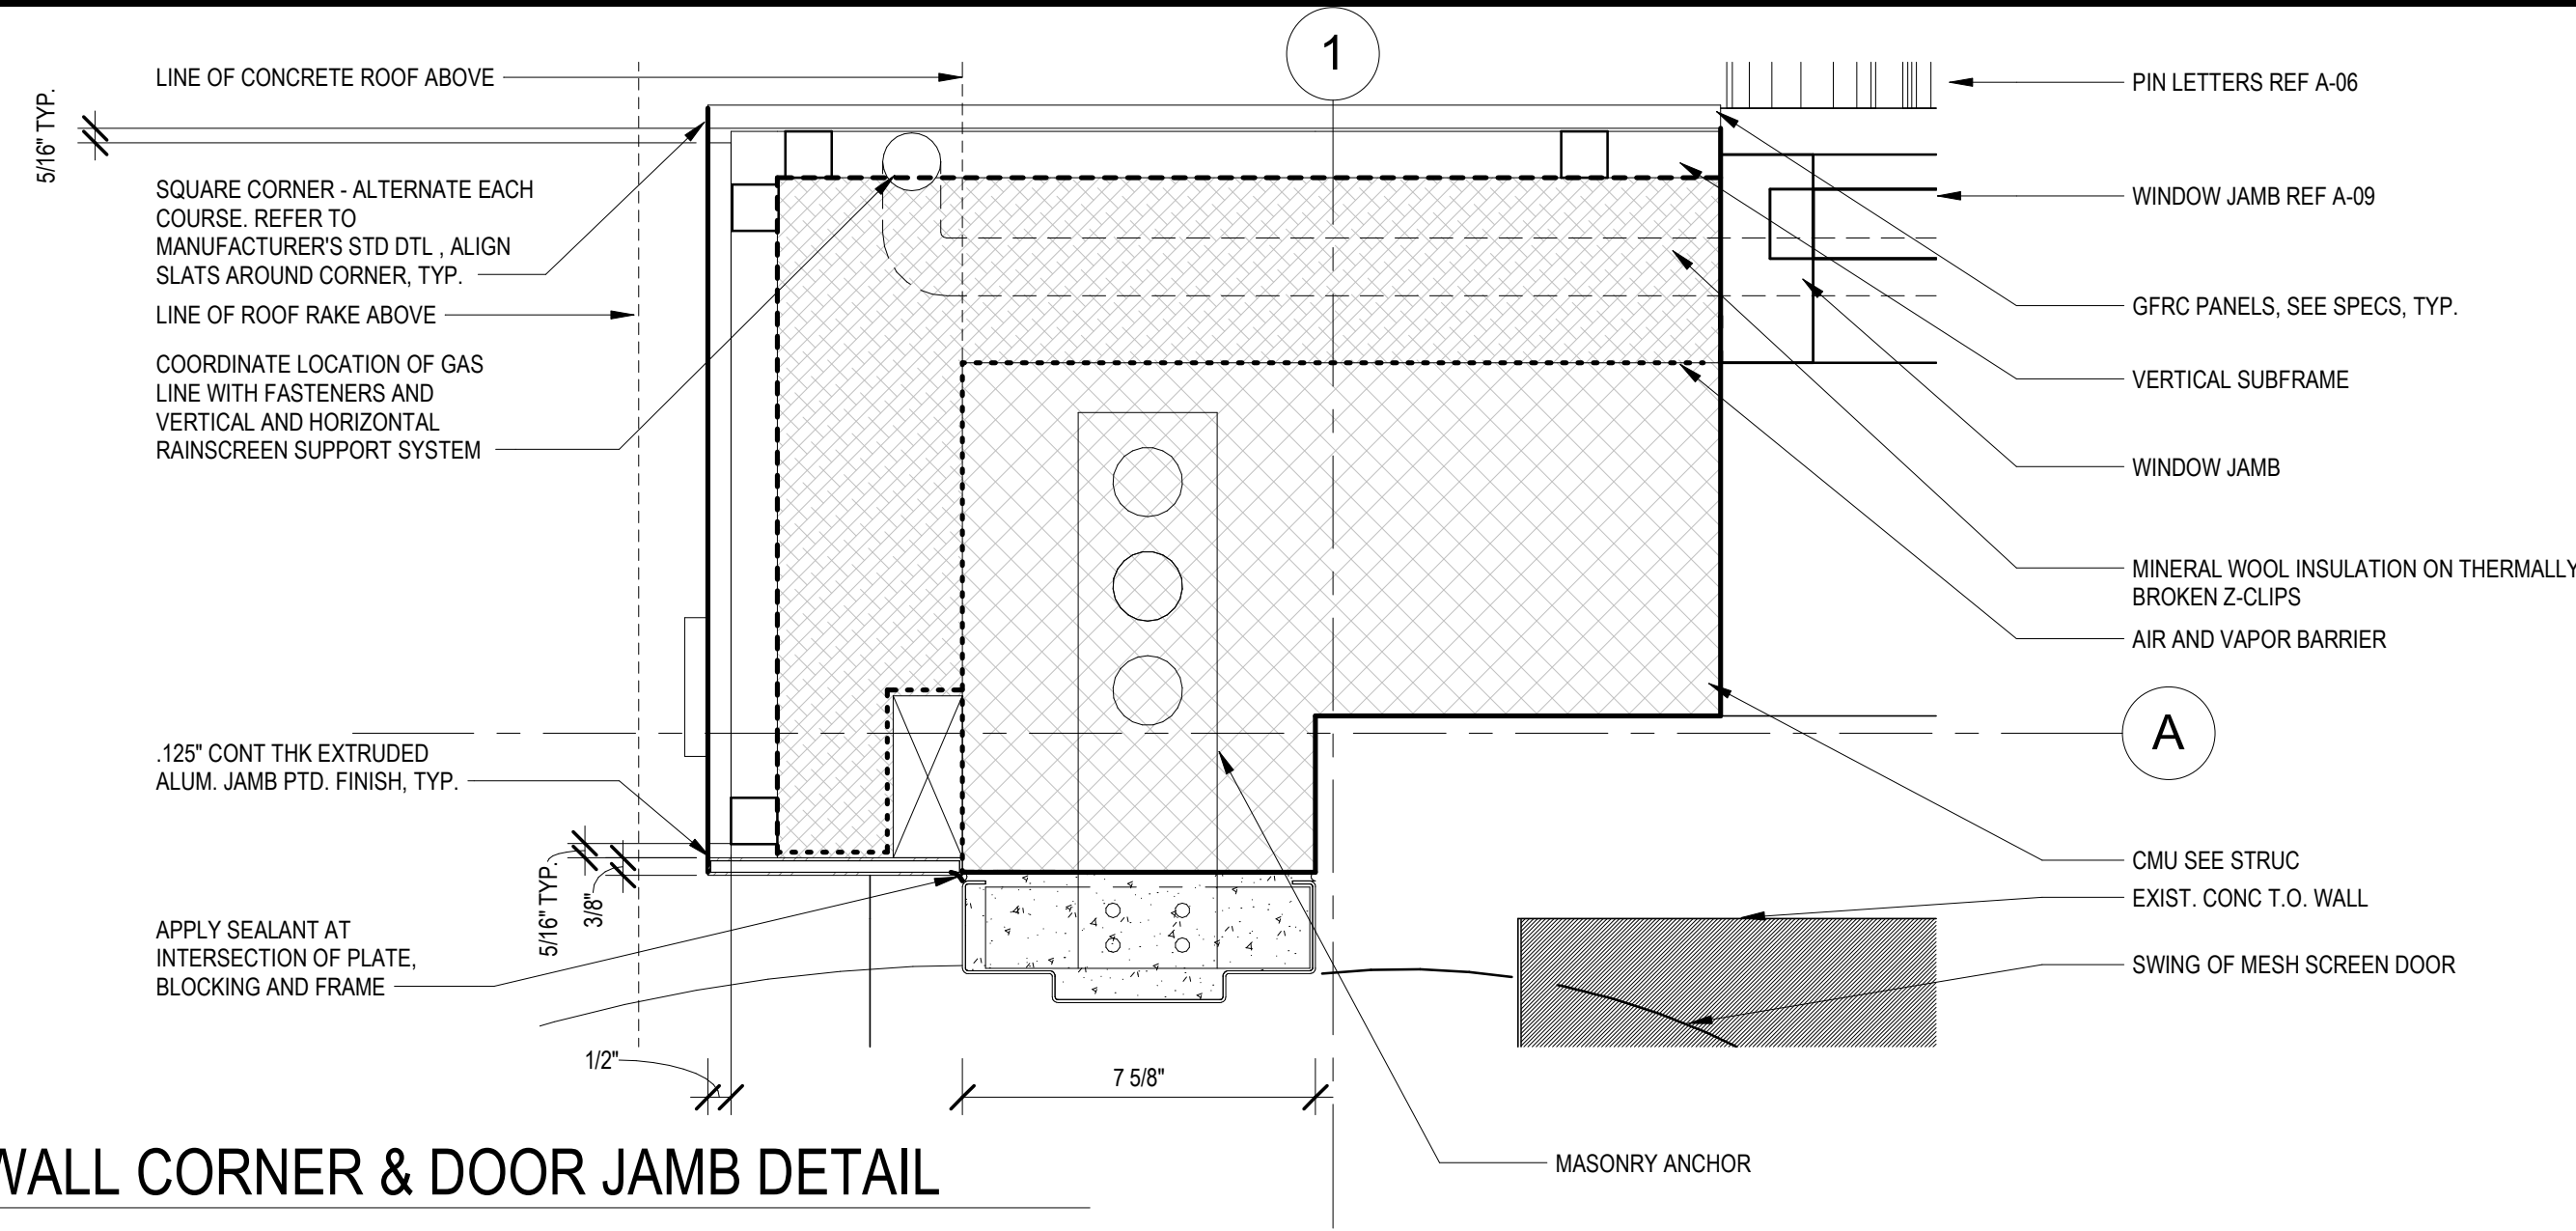 1
LINE OF CONCRETE ROOF ABOVE
5/16" TYP.
SQUARE CORNER - ALTERNATE EACH
COURSE. REFER TO
MANUFACTURER'S STD DTL , ALIGN
SLATS AROUND CORNER, TYP.
LINE OF ROOF RAKE ABOVE
COORDINATE LOCATION OF GAS
LINE WITH FASTENERS AND
VERTICAL AND HORIZONTAL
RAINSCREEN SUPPORT SYSTEM
.125" CONT THK EXTRUDED
ALUM. JAMB PTD. FINISH, TYP.
5/16" TYP.
3/8"
APPLY SEALANT AT
INTERSECTION OF PLATE,
BLOCKING AND FRAME
1/2"
7 5/8"
PIN LETTERS REF A-06
WINDOW JAMB REF A-09
GFRC PANELS, SEE SPECS, TYP.
VERTICAL SUBFRAME
WINDOW JAMB
MINERAL WOOL INSULATION ON THERMALLY
BROKEN Z-CLIPS
AIR AND VAPOR BARRIER
A
CMU SEE STRUC
EXIST. CONC T.O. WALL
SWING OF MESH SCREEN DOOR
MASONRY ANCHOR
WALL CORNER & DOOR JAMB DETAIL